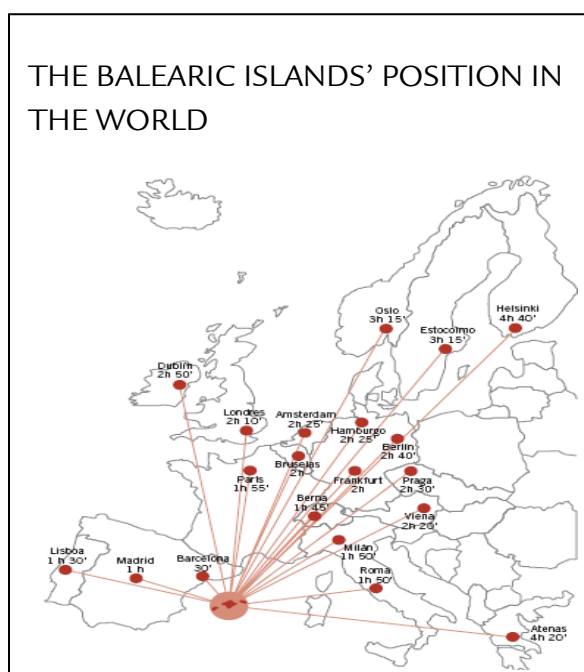 THE BALEARIC ISLANDS’ POSITION IN
THE WORLD
Oslo
3h 15'
Estocolmo
3h 15'
Helsinki
4h 40'
Dublin
2h 50'
Londres
2h 10'
Amsterdam
2h 25'
Hamburgo
2h 25'
Berlin
2h 40'
Bruselas
2h
Paris
1h 55'
Frankfurt
2h
Praga
2h 30'
Berna
1h 45'
Viena
2h 20'
Milán
1h 50'
Lisboa
1 h 30'
Madrid
1 h
Barcelona
30'
Roma
1h 50'
Atenas
4h 20'